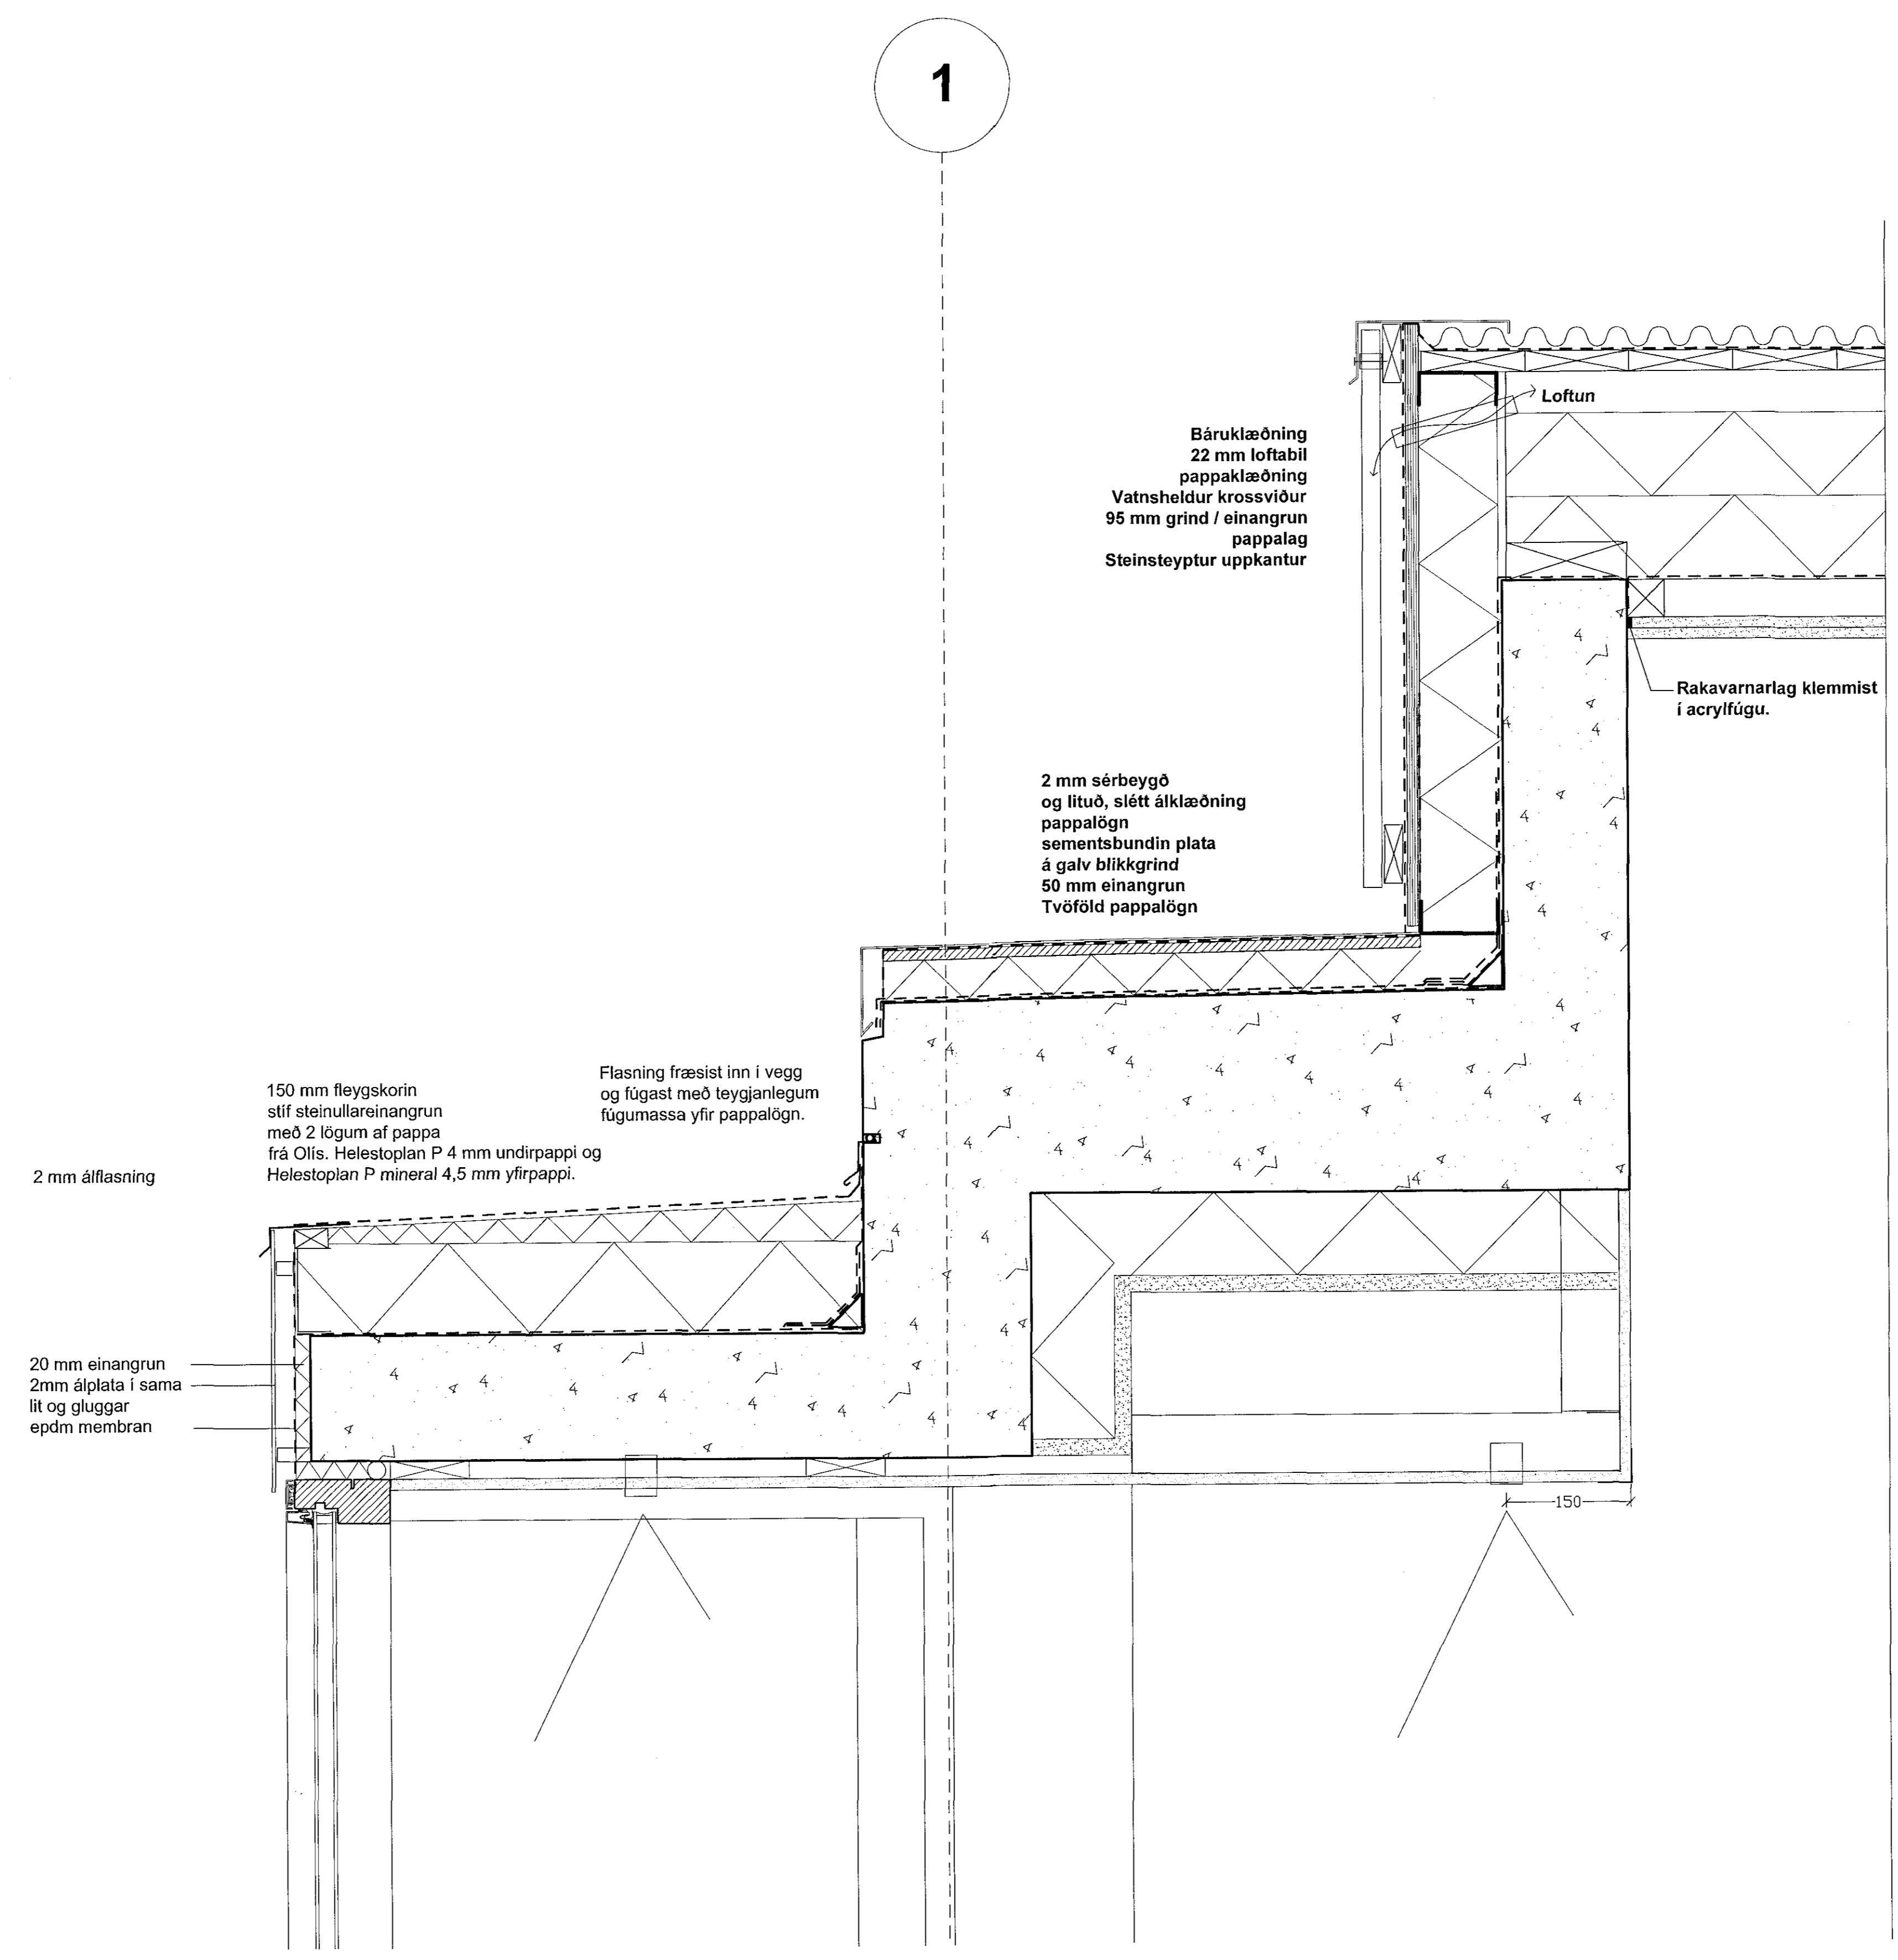 1
Loftun
Báruklæðning
22 mm loftabil
pappaklæðning
Vatnsheldur krossviður
95 mm grind / einangrun
pappalag
Steinsteyptur uppkantur
Rakavarnarlag klemmist
í acrylfúgu.
2 mm sérbeygð
og lituð, slétt álklæðning
pappalögn
sementsbundin plata
á galv blikkgrind
50 mm einangrun
Tvöföld pappalögn
Flasning fræsist inn í vegg
og fúgast með teygjanlegum
fúgumassa yfir pappalögn.
150 mm fleygskorin
stíf steinullareinangrun
með 2 lögum af pappa
frá Olís. Helestoplan P 4 mm undirpappi og
Helestoplan P mineral 4,5 mm yfirpappi.
2 mm álflasning
20 mm einangrun
2mm álplata í sama
lit og gluggar
epdm membran
150